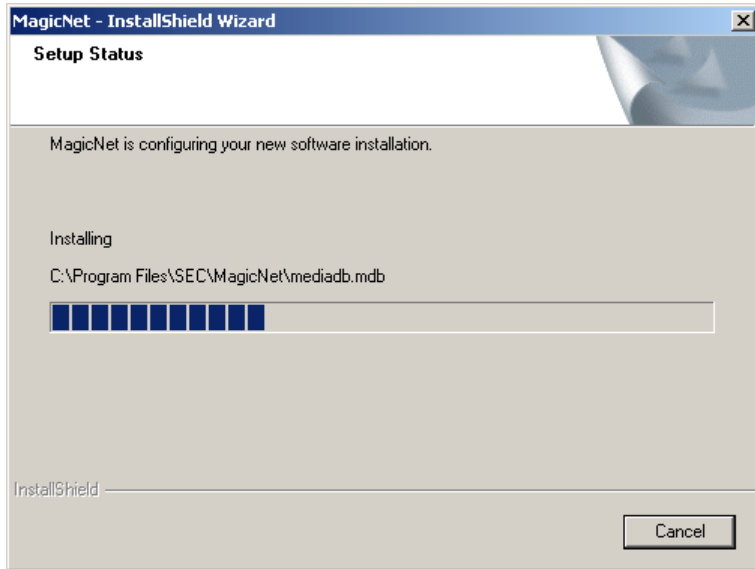 MagicNet - InstallShield Wizard
Setup Status
MagicNet is configuring your new software installation.
Installing
C:\Program Files\SEC\MagicNet\mediadb.mdb
InstallShield
Cancel